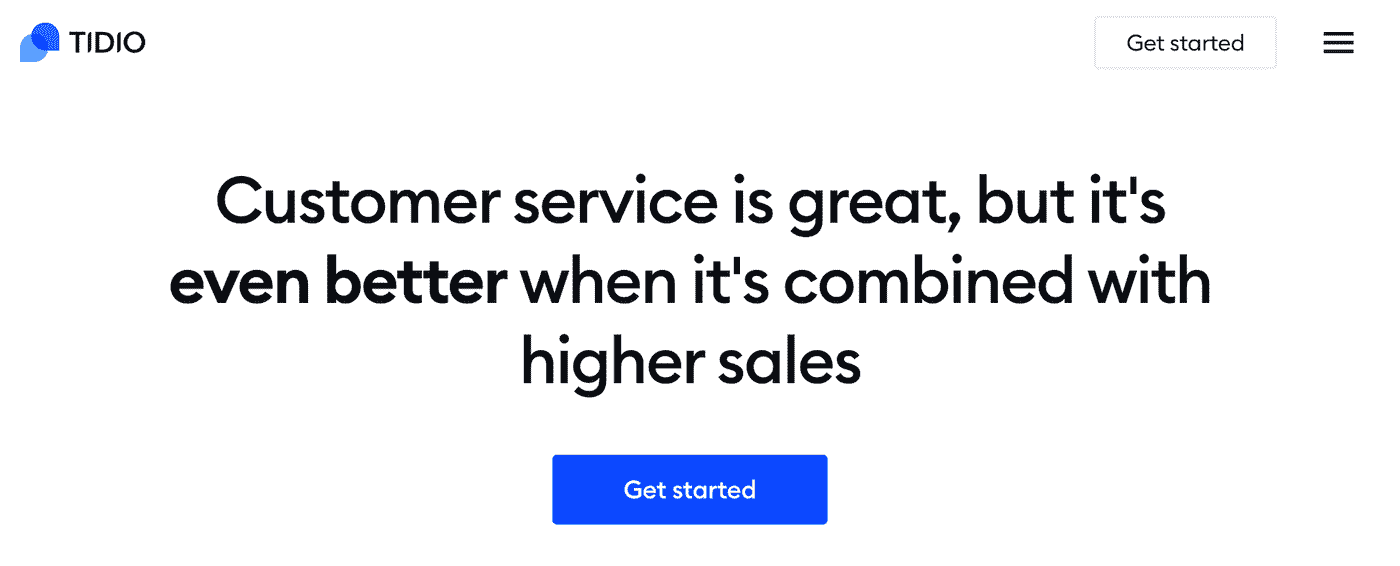 TIDIO
Get started
Customer service is great, but it's
even better when it's combined with
higher sales
Get started